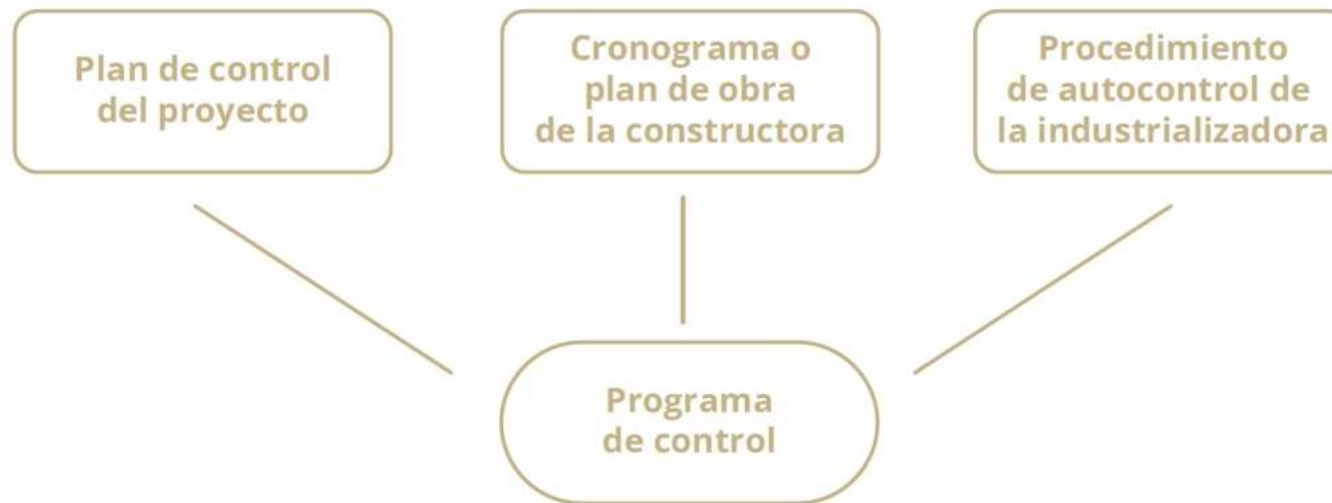 Plan de control
del proyecto
Cronograma o
plan de obra
de la constructora
Procedimiento
de autocontrol de
la industrializadora
Programa
de control